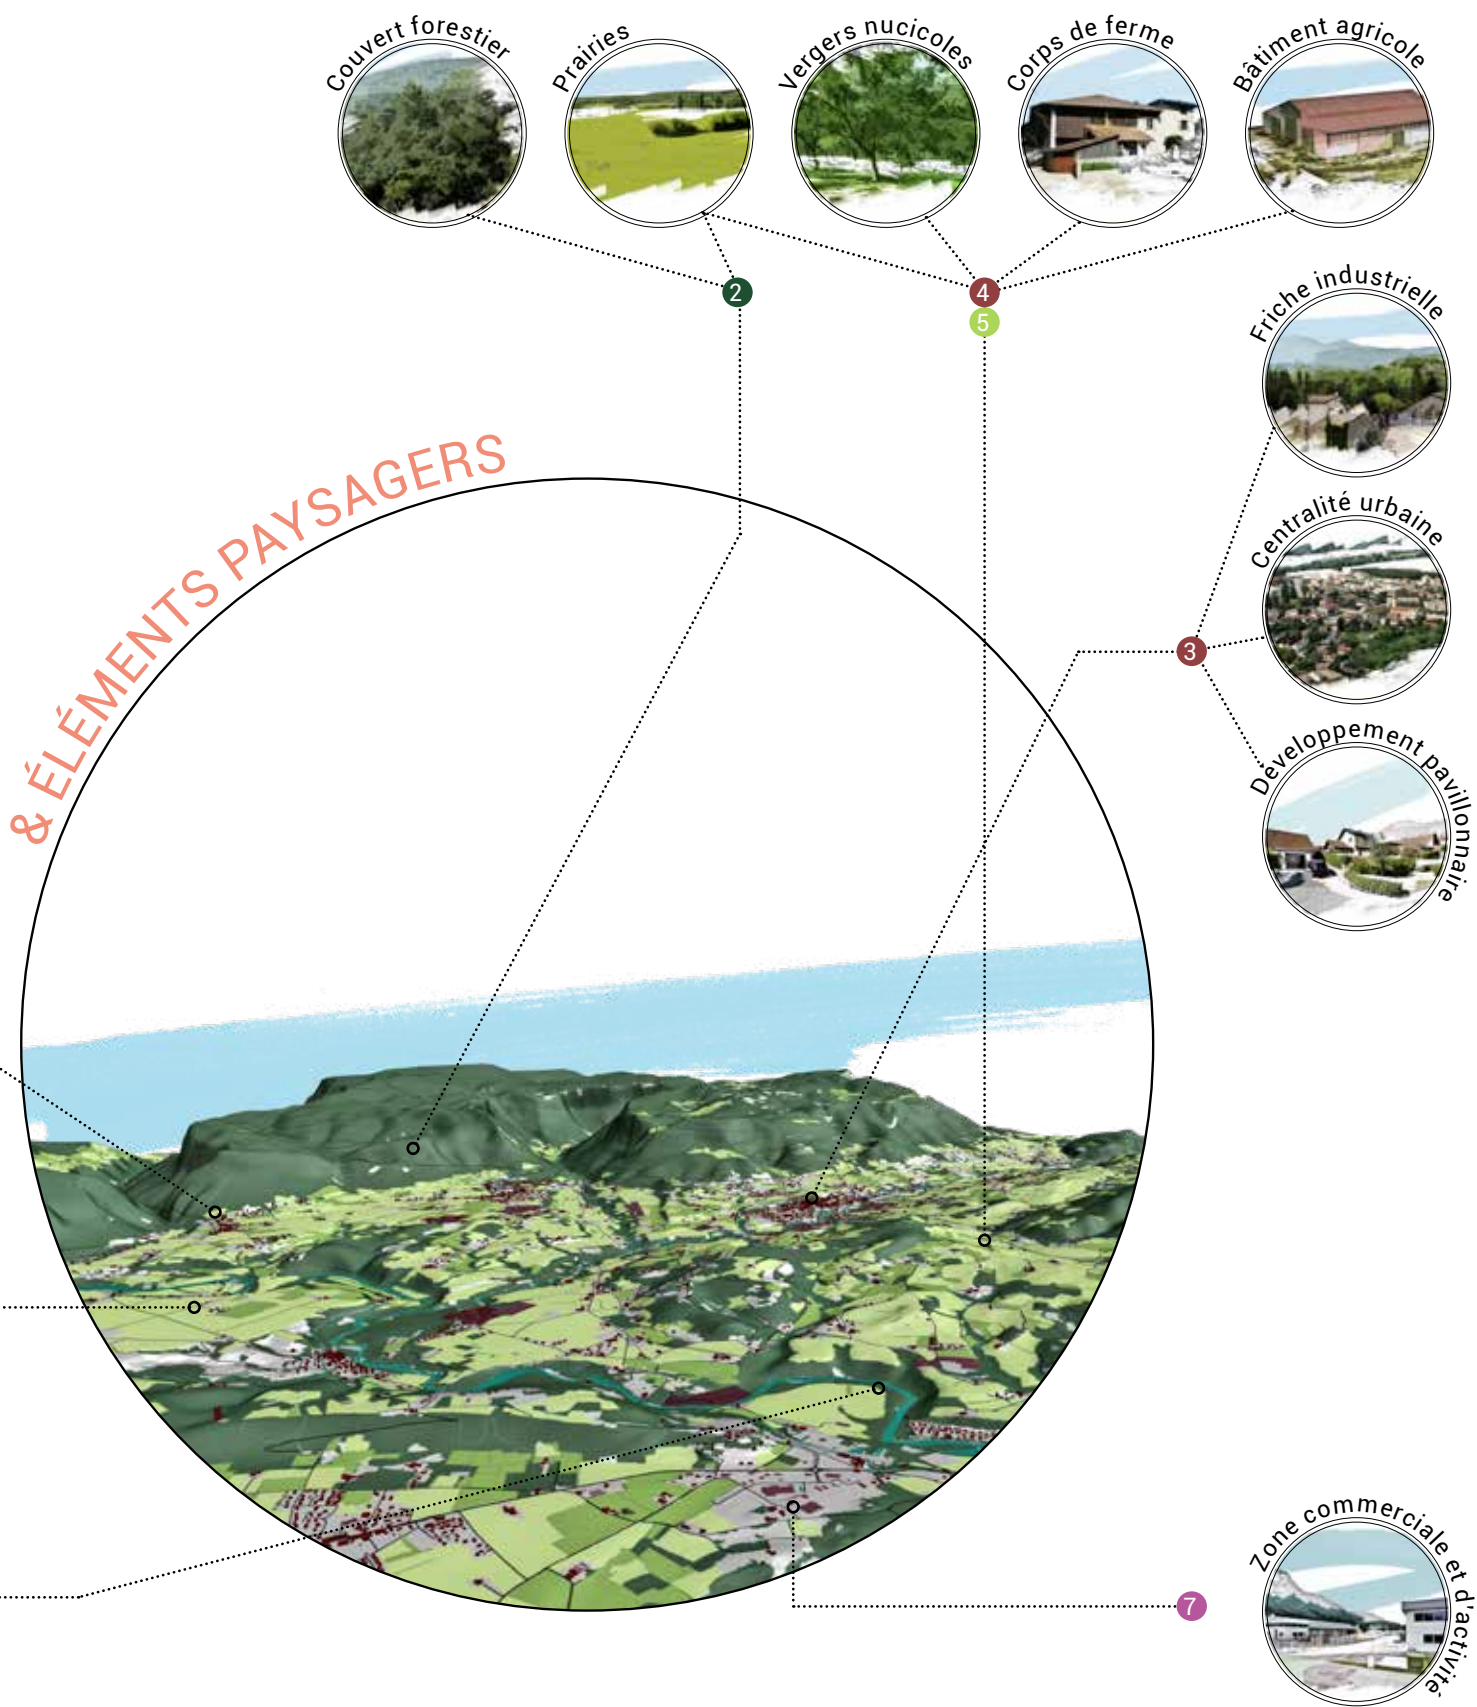 Couvert forestier
Prairies
Vergers nucicoles
Corps de ferme
Bâtiment agricole
2
4
5
Friche industrielle
& ÉLÉMENTS PAYSAGERS
Centralité urbaine
3
Développement pavillonnaire
Zone commerciale et d'activité
7